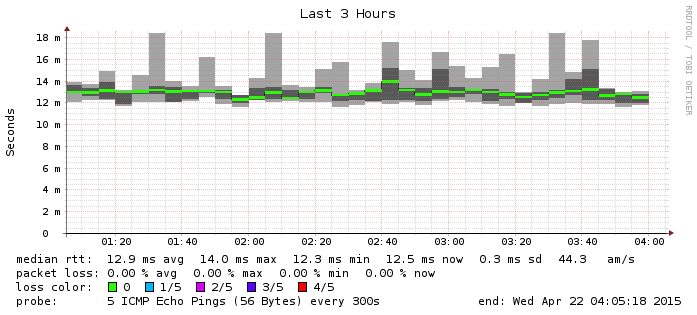 Last 3 Hours
RRDTOOL / TOBI OETIKER
Seconds
18 m
16 m
14 m
12 m
10 m
8 m
6 m
4 m
2 m
0
01:20 01:40 02:00 02:20 02:40 03:00 03:20 03:40 04:00
median rtt: 12.9 ms avg 14.0 ms max 12.3 ms min 12.5 ms now 0.3 ms sd 44.3 am/s
packet loss: 0.00 % avg 0.00 % max 0.00 % min 0.00 % now
loss color: 0 1/5 2/5 3/5 4/5
probe: 5 ICMP Echo Pings (56 Bytes) every 300s end: Wed Apr 22 04:05:18 2015